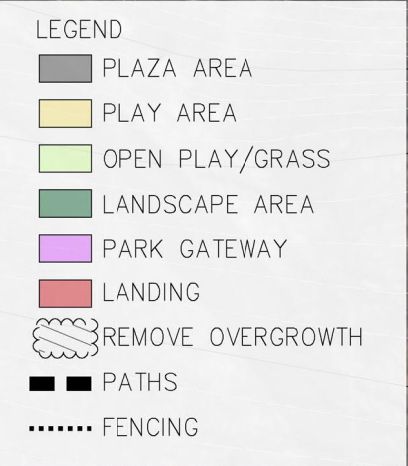 LEGEND
PLAZA AREA
PLAY AREA
OPEN PLAY/GRASS
LANDSCAPE AREA
PARK GATEWAY
LANDING
REMOVE OVERGROWTH
PATHS
FENCING